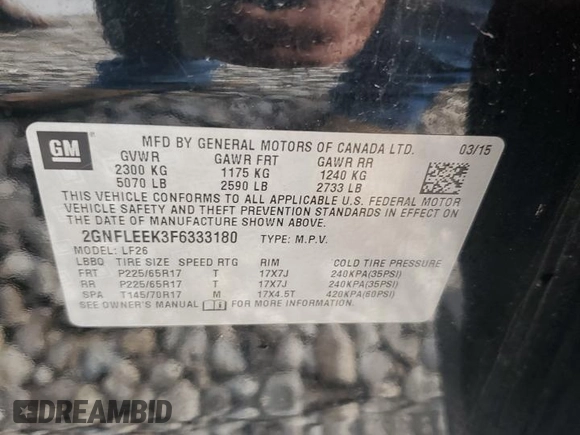 GM
MFD BY GENERAL MOTORS OF CANADA LTD. 03/15
GVWR GAWR FRT GAWR RR
2300 KG 1175 KG 1240 KG
5070 LB 2590 LB 2733 LB
THIS VEHICLE CONFORMS TO ALL APPLICABLE U.S. FEDERAL MOTOR
VEHICLE SAFETY AND THEFT PREVENTION STANDARDS IN EFFECT ON
THE DATE OF MANUFACTURE SHOWN ABOVE.
2GNFLEEK3F6333180 TYPE: M.P.V.
MODEL: LF26
LBBQ TIRE SIZE SPEED RTG RIM COLD TIRE PRESSURE
FRT P225/65R17 T 17X7J 240KPA(35PSI)
RR P225/65R17 T 17X7J 240KPA(35PSI)
SPA T145/70R17 M 17X4.5T 420KPA(60PSI)
SEE OWNER'S MANUAL FOR MORE INFORMATION.
DREAMBID